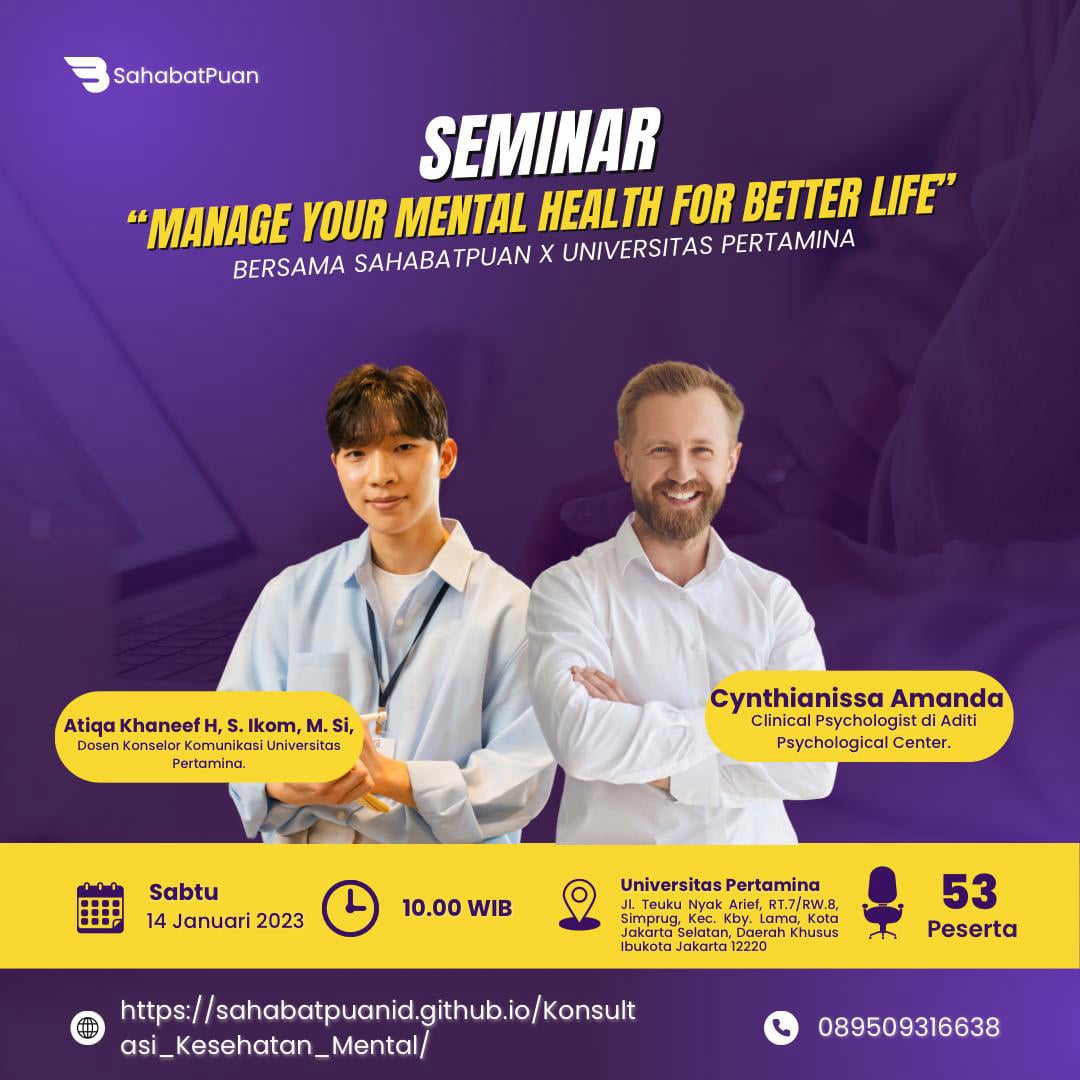 SahabatPuan
SEMINAR
“MANAGE YOUR MENTAL HEALTH FOR BETTER LIFE”
BERSAMA SAHABATPUAN X UNIVERSITAS PERTAMINA
Atiqa Khaneef H, S. Ikom, M. Si,
Dosen Konselor Komunikasi Universitas
Pertamina.
Cynthianissa Amanda
Clinical Psychologist di Aditi
Psychological Center.
Sabtu
14 Januari 2023
10.00 WIB
Universitas Pertamina
Jl. Teuku Nyak Arief, RT.7/RW.8,
Simprug, Kec. Kby. Lama, Kota
Jakarta Selatan, Daerah Khusus
Ibukota Jakarta 12220
53
Peserta
https://sahabatpuanid.github.io/Konsult
asi_Kesehatan_Mental/
089509316638